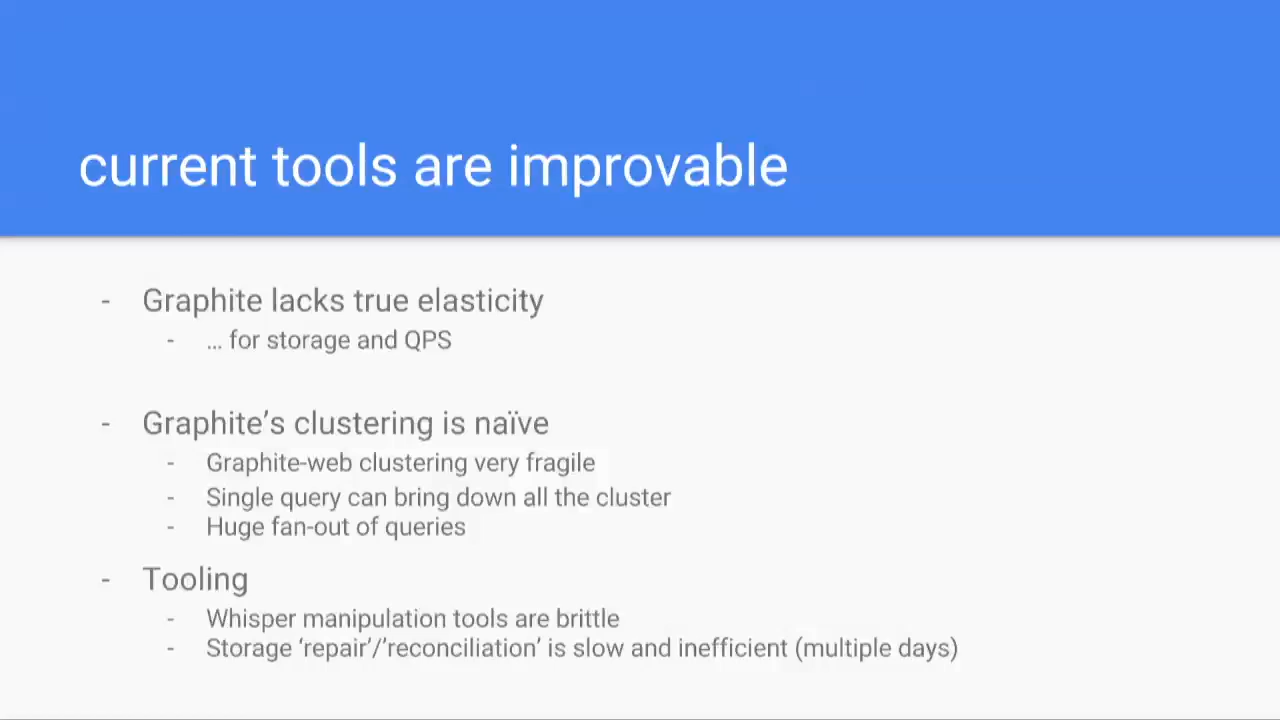 current tools are improvable
- Graphite lacks true elasticity
- … for storage and QPS
- Graphite’s clustering is naïve
- Graphite-web clustering very fragile
- Single query can bring down all the cluster
- Huge fan-out of queries
- Tooling
- Whisper manipulation tools are brittle
- Storage ‘repair’/’reconciliation’ is slow and inefficient (multiple days)